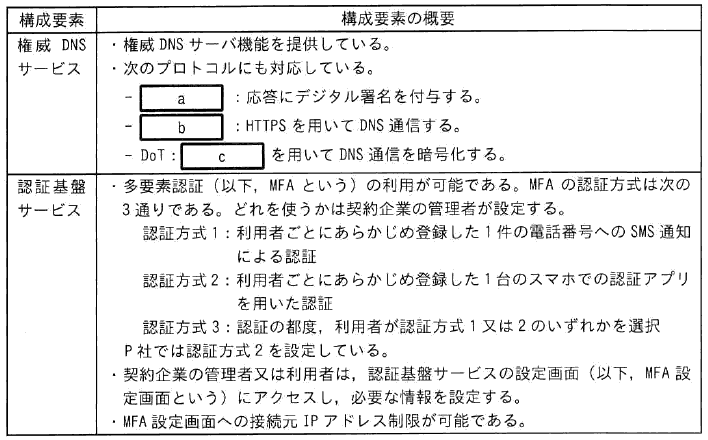 構成要素 構成要素の概要
権威 DNS ・権威 DNS サーバ機能を提供している。
サービス ・次のプロトコルにも対応している。
- a ：応答にデジタル署名を付与する。
- b ：HTTPS を用いて DNS 通信する。
- DoT： c を用いて DNS 通信を暗号化する。
認証基盤 ・多要素認証（以下，MFA という）の利用が可能である。MFA の認証方式は次の
サービス 3 通りである。どれを使うかは契約企業の管理者が設定する。
認証方式 1：利用者ごとにあらかじめ登録した 1 件の電話番号への SMS 通知
による認証
認証方式 2：利用者ごとにあらかじめ登録した 1 台のスマホでの認証アプリ
を用いた認証
認証方式 3：認証の都度，利用者が認証方式 1 又は 2 のいずれかを選択
P 社では認証方式 2 を設定している。
・契約企業の管理者又は利用者は，認証基盤サービスの設定画面（以下，MFA 設
定画面という）にアクセスし，必要な情報を設定する。
・MFA 設定画面への接続元 IP アドレス制限が可能である。